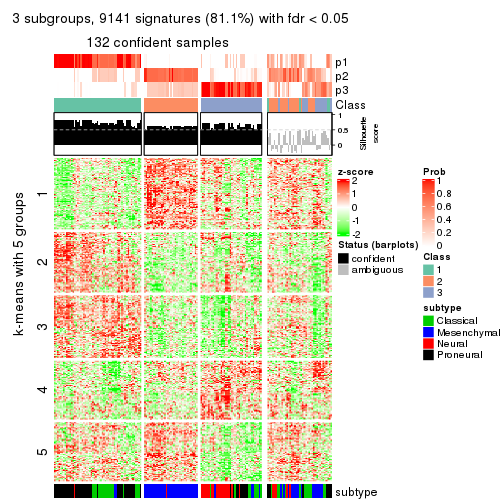 3 subgroups, 9141 signatures (81.1%) with fdr < 0.05
132 confident samples
p1
p2
p3
Class
1
0.5
0
Silhouette
score
k-means with 5 groups
1
2
3
4
5
subtype
z-score
2
1
0
-1
-2
Status (barplots)
confident
ambiguous
Prob
1
0.8
0.6
0.4
0.2
0
Class
1
2
3
subtype
Classical
Mesenchymal
Neural
Proneural